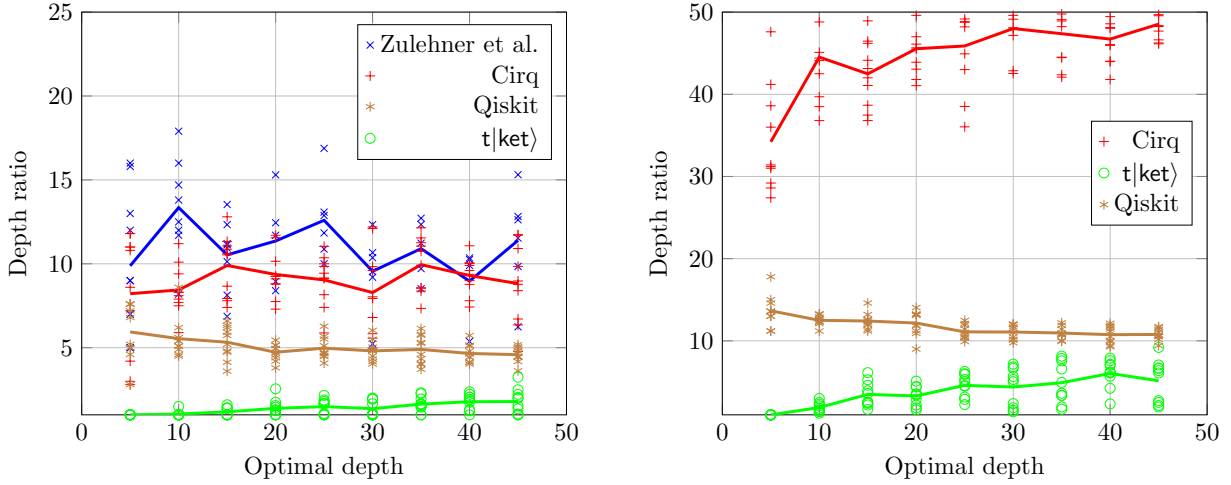 25
20
15
10
5
0
10
20
30
40
50
Depth ratio
Optimal depth
Zulehner et al.
Cirq
Qiskit
t|ket⟩
50
40
30
20
10
0
10
20
30
40
50
Depth ratio
Optimal depth
Cirq
t|ket⟩
Qiskit